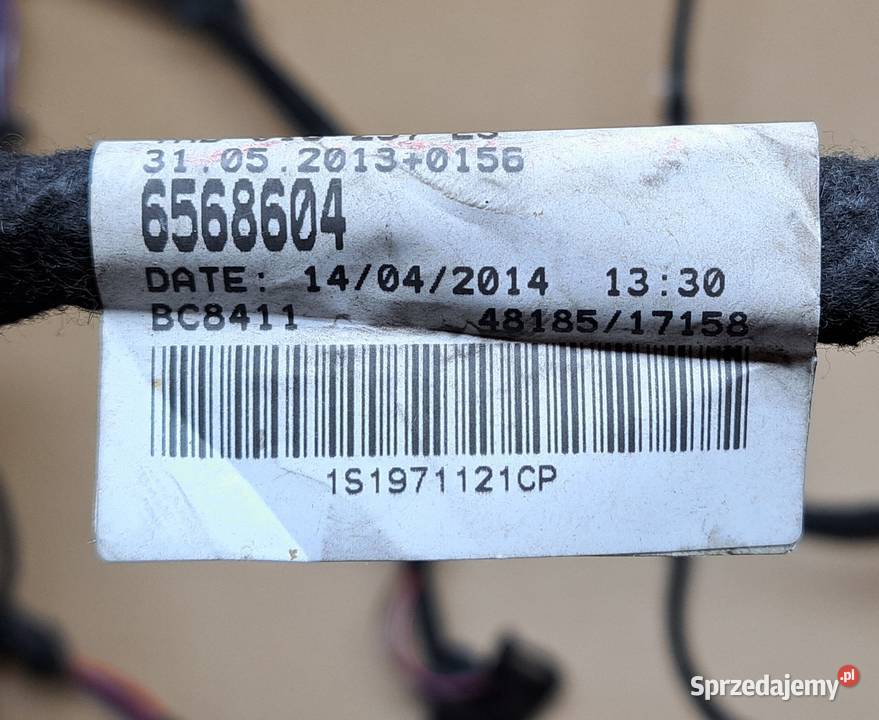 31.05.2013+0156
6568604
DATE: 14/04/2014 13:30
BC8411 48185/17158
1S1971121CP
Sprzedajemy.pl